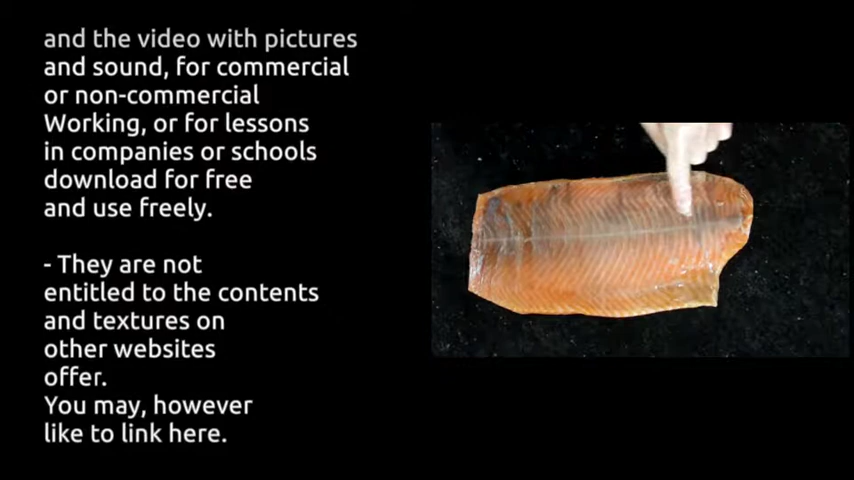 and the video with pictures
and sound, for commercial
or non-commercial
Working, or for lessons
in companies or schools
download for free
and use freely.
- They are not
entitled to the contents
and textures on
other websites
offer.
You may, however
like to link here.